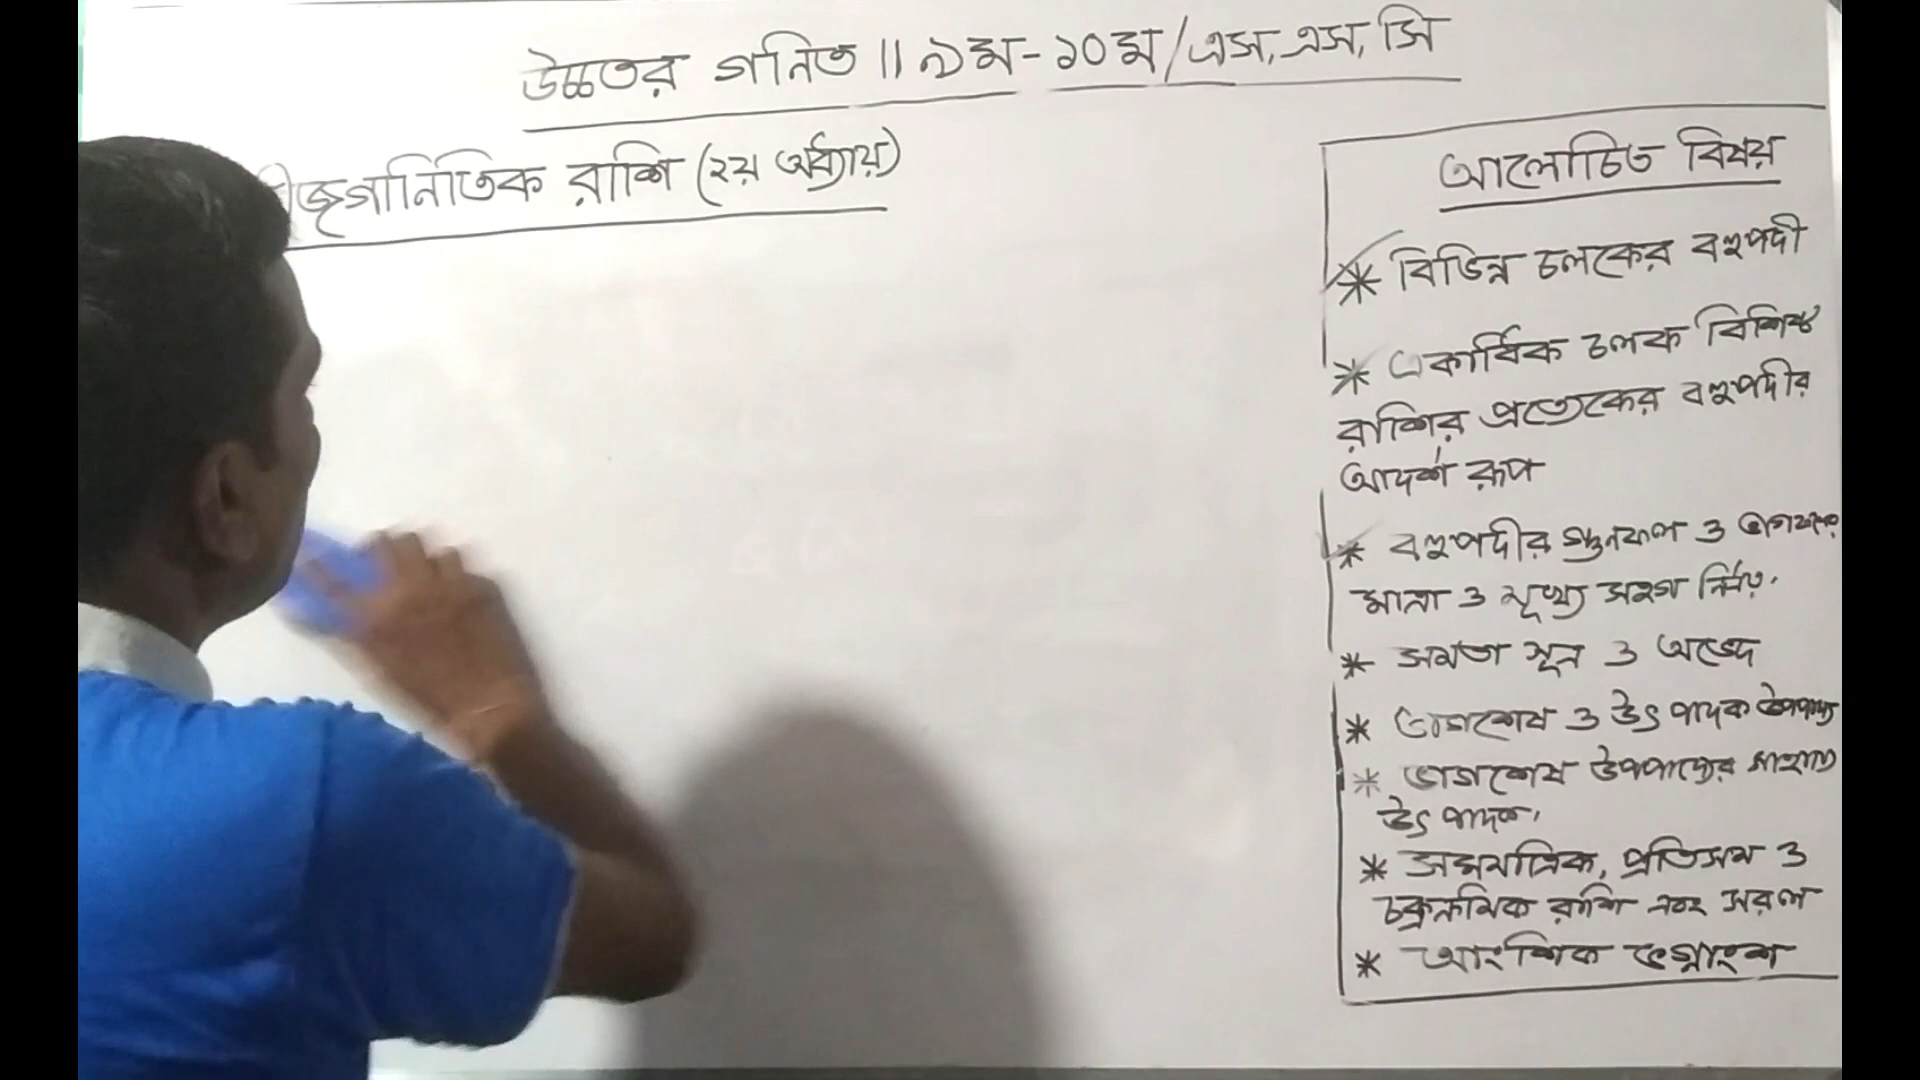 উচ্চতর গনিত || ৯ম-১০ম/এস,এস,সি
ীজগানিতিক রাশি (২য় অধ্যায়)
আলোচিত বিষয়
* বিভিন্ন চলকের বহুপদী
* একাধিক চলক বিশিষ্ট
রাশির প্রত্যেকের বহুপদীর
আদর্শ রূপ
* বহুপদীর গুনফল ও ভাগফলের
মাত্রা ও মূখ্য সহগ নির্ণয়.
* সমতা সূত্র ও অভেদ
* ভাগশেষ ও উৎপাদক উপপাদ্য
* ভাগশেষ উপপাদ্যের সাহায্যে
উৎপাদক.
* সমমাত্রিক, প্রতিসম ও
চক্রক্রমিক রাশি এবং সরল
* আংশিক ভগ্নাংশ